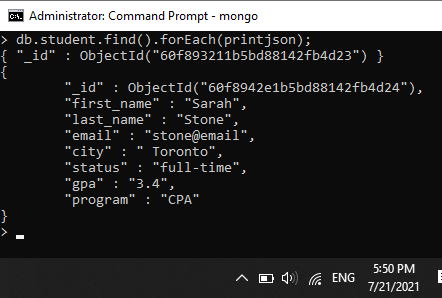 Administrator: Command Prompt - mongo
> db.student.find().forEach(printjson);
{ "_id" : ObjectId("60f893211b5bd88142fb4d23") }
{
"_id" : ObjectId("60f8942e1b5bd88142fb4d24"),
"first_name" : "Sarah",
"last_name" : "Stone",
"email" : "stone@email",
"city" : " Toronto",
"status" : "full-time",
"gpa" : "3.4",
"program" : "CPA"
}
>
ENG
5:50 PM
7/21/2021